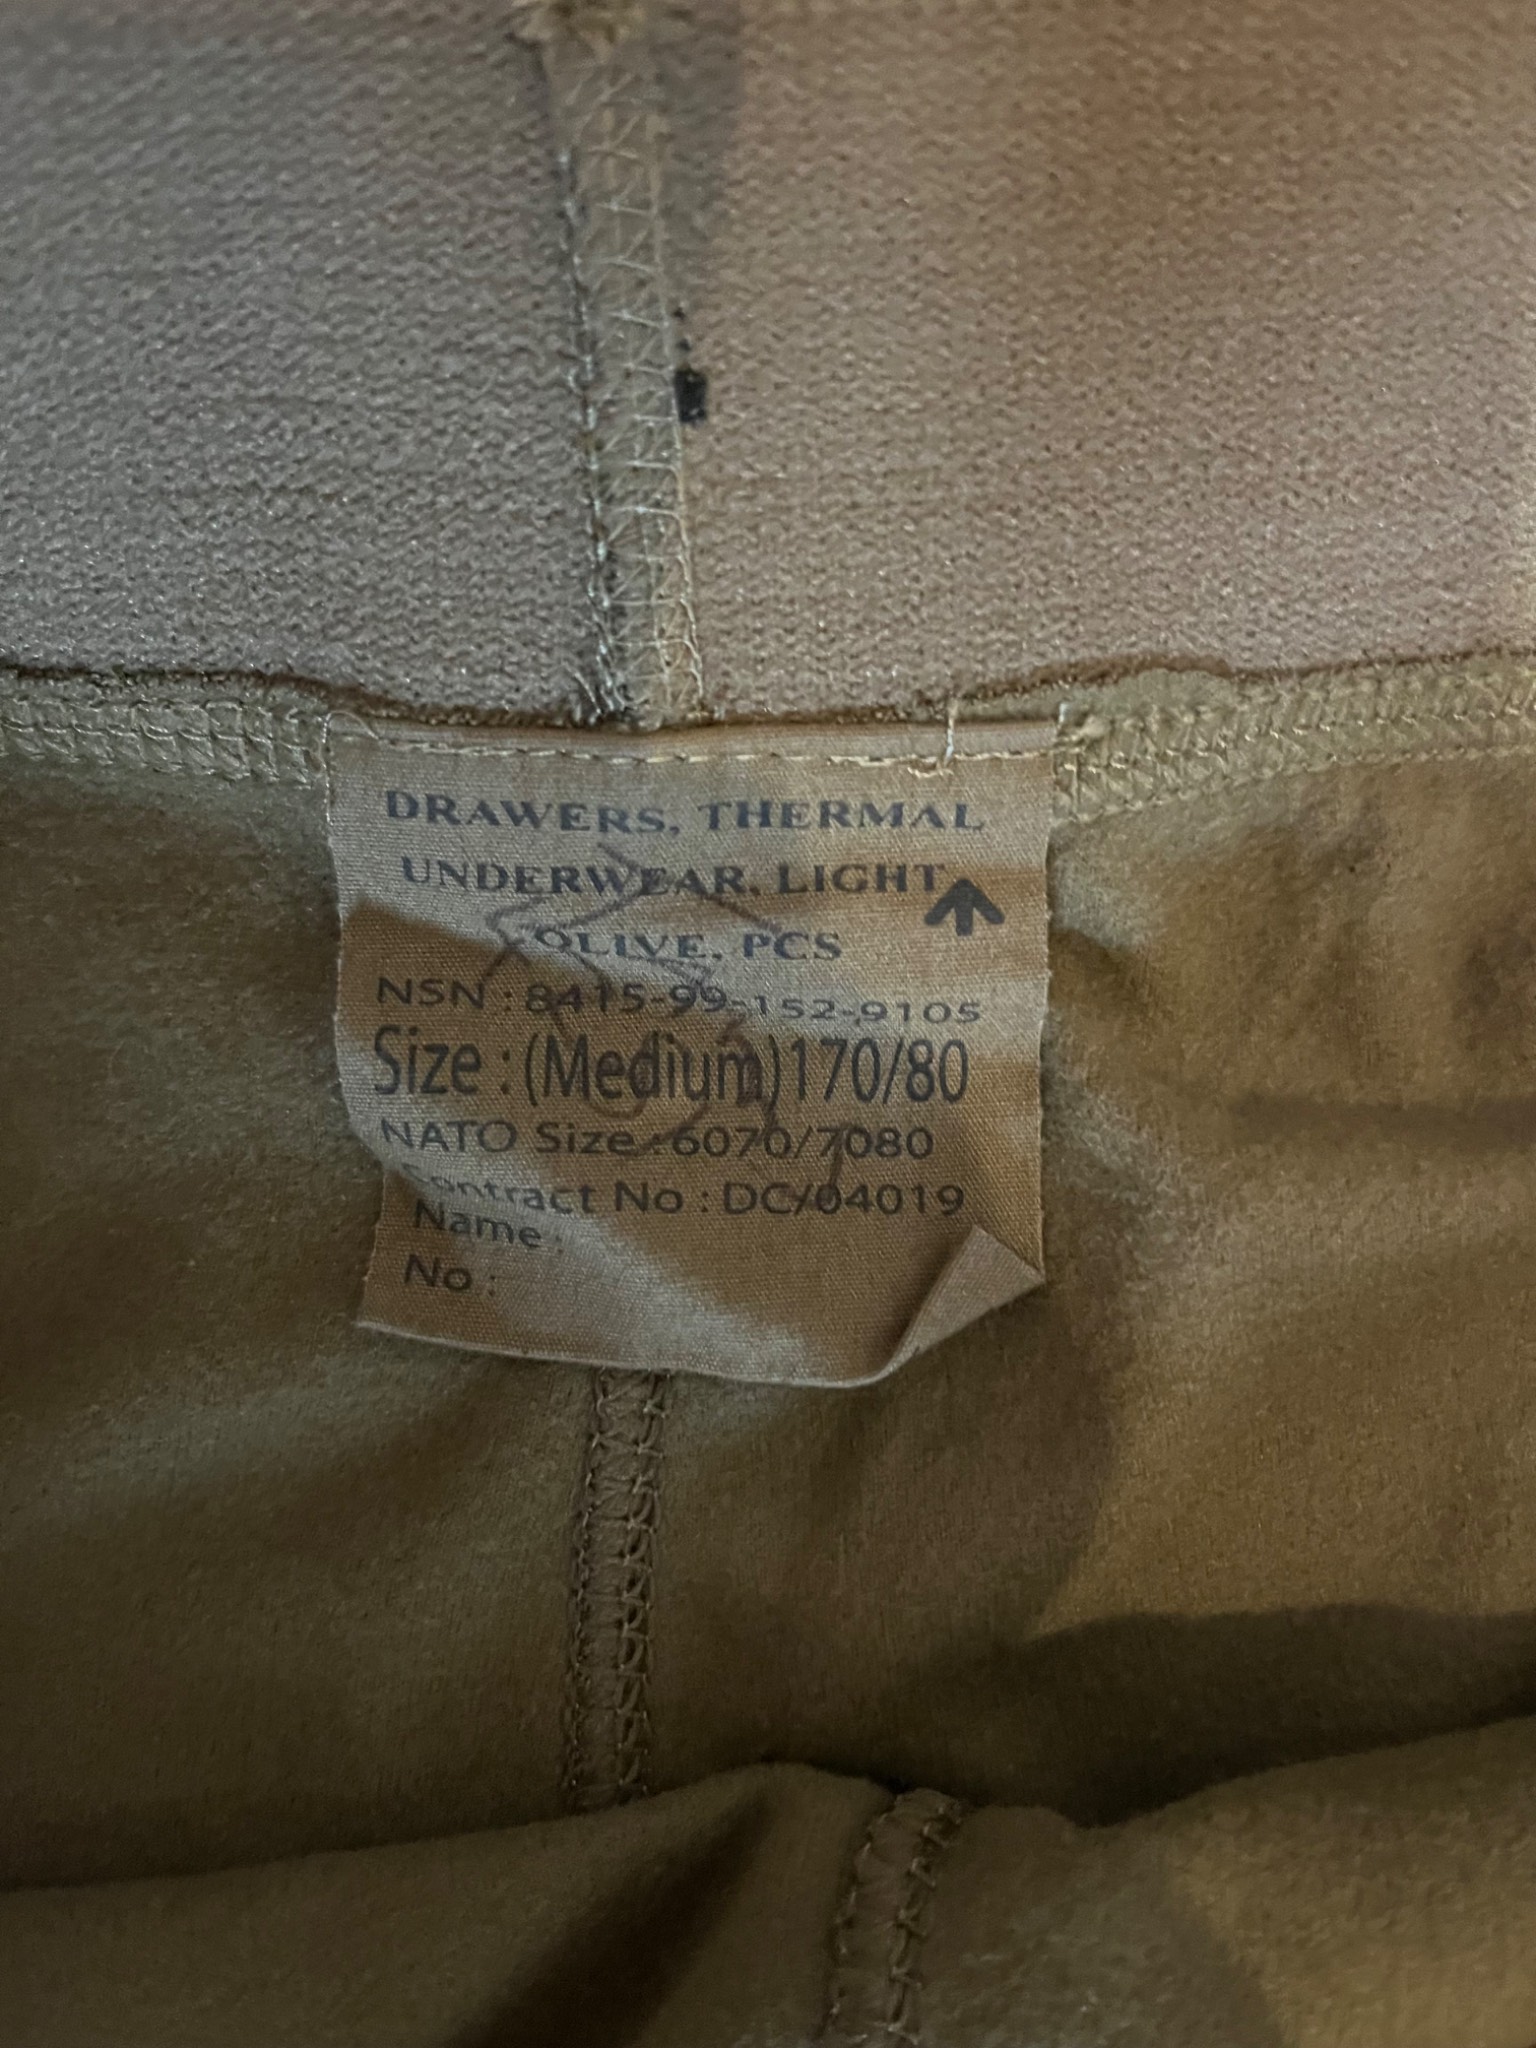 DRAWERS, THERMAL
UNDERWEAR, LIGHT
OLIVE, PCS
NSN : 8415-99-152-9105
Size : (Medium)170/80
NATO Size : 6070/7080
Contract No : DC/04019
Name :
No :